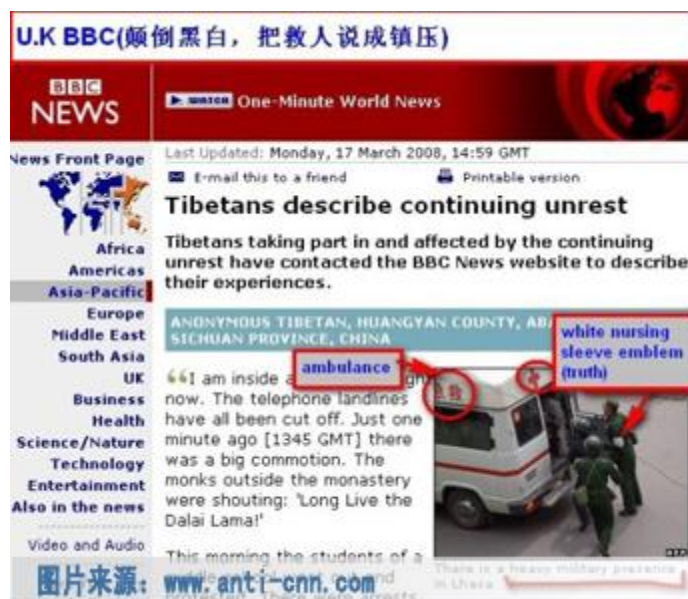 U.K BBC(颠倒黑白，把救人说成镇压)
BBC
NEWS
WATCH One-Minute World News
News Front Page
Africa
Americas
Asia-Pacific
Europe
Middle East
South Asia
UK
Business
Health
Science/Nature
Technology
Entertainment
Also in the news
Video and Audio
Last Updated: Monday, 17 March 2008, 14:59 GMT
E-mail this to a friend
Printable version
Tibetans describe continuing unrest
Tibetans taking part in and affected by the continuing
unrest have contacted the BBC News website to describe
their experiences.
ANONYMOUS TIBETAN, HUANGYAN COUNTY,
SICHUAN PROVINCE, CHINA
ambulance
white nursing
sleeve emblem
(truth)
“I am inside a
now. The telephone landlines
have all been cut off. Just one
minute ago [1345 GMT] there
was a big commotion. The
monks outside the monastery
were shouting: 'Long Live the
Dalai Lama!'
This morning the students of a
There were arrests
There is a heavy military presence
in Lhasa
图片来源：www.anti-cnn.com